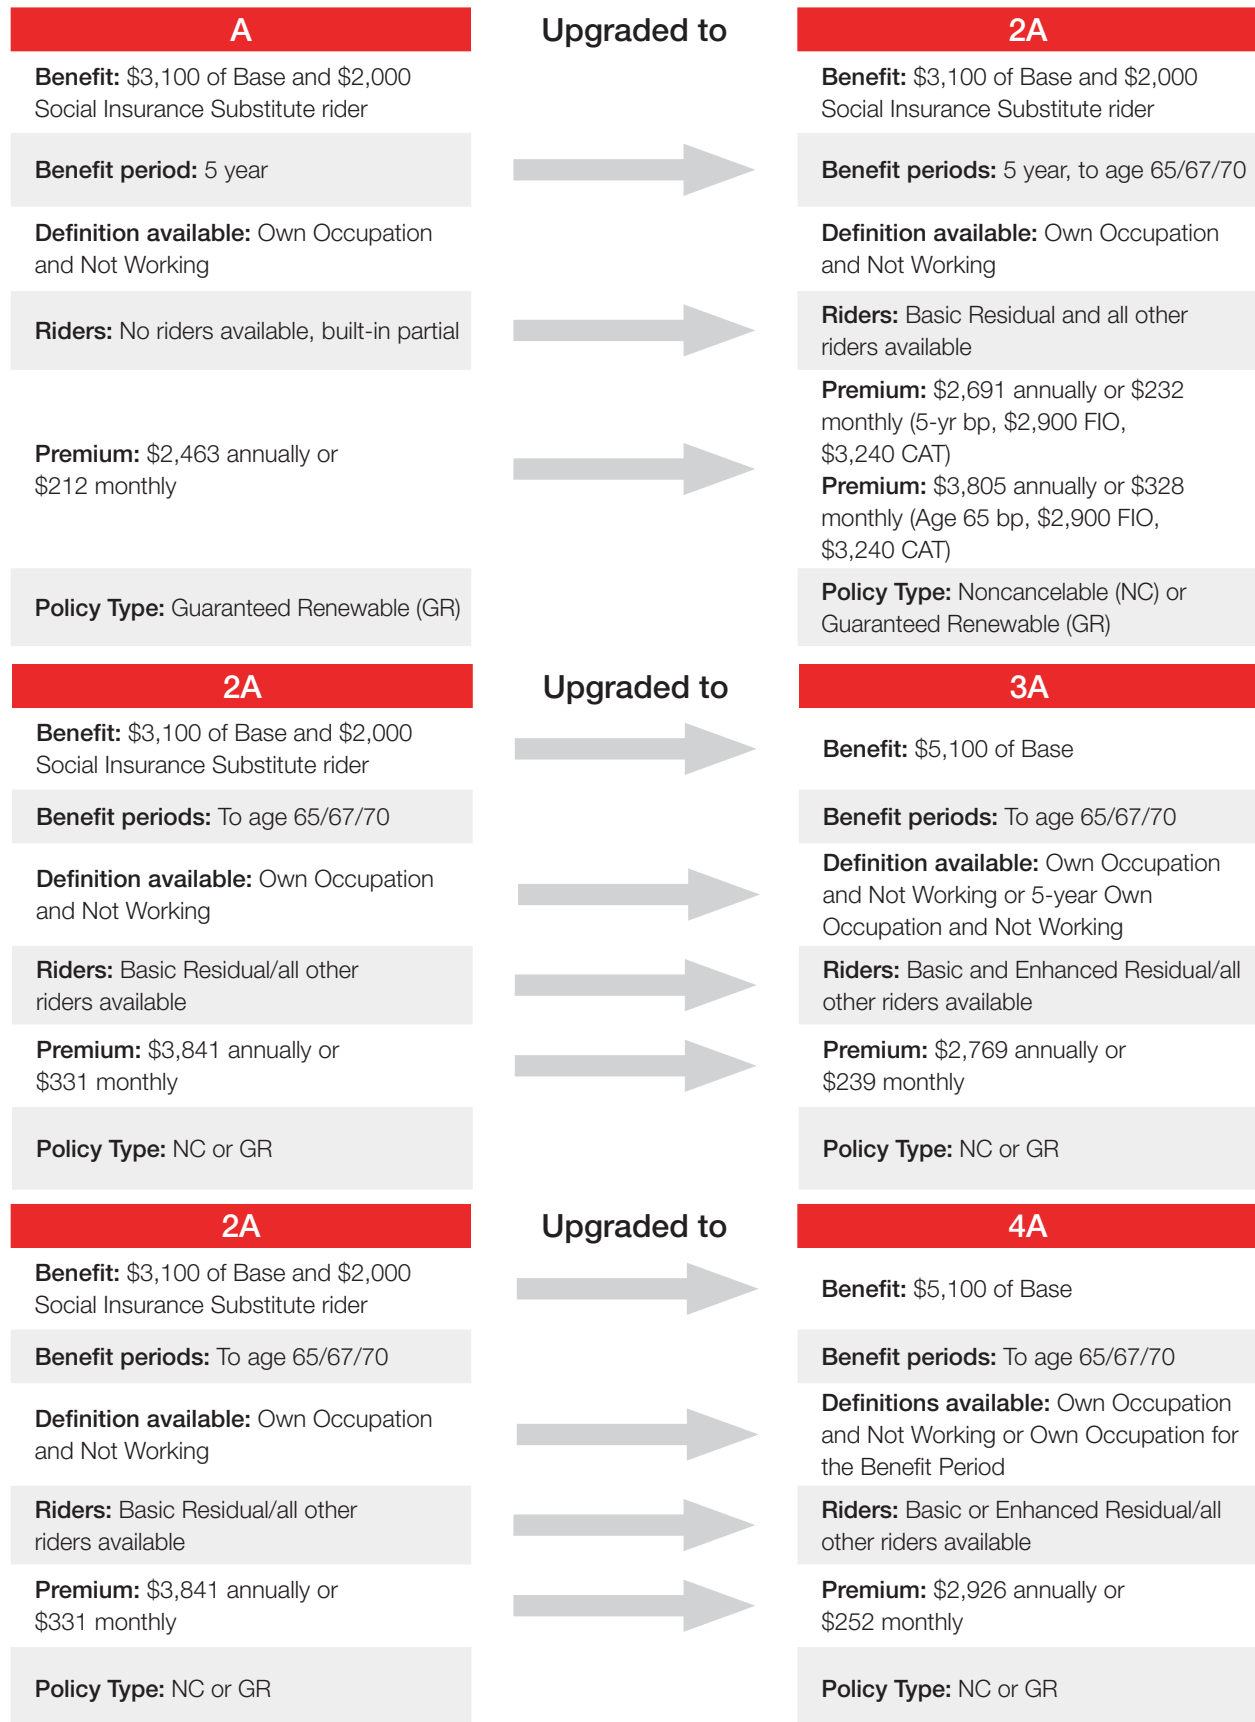 A
Upgraded to
2A
Benefit: $3,100 of Base and $2,000
Social Insurance Substitute rider
Benefit: $3,100 of Base and $2,000
Social Insurance Substitute rider
Benefit period: 5 year
Benefit periods: 5 year, to age 65/67/70
Definition available: Own Occupation
and Not Working
Definition available: Own Occupation
and Not Working
Riders: No riders available, built-in partial
Riders: Basic Residual and all other
riders available
Premium: $2,463 annually or
$212 monthly
Premium: $2,691 annually or $232
monthly (5-yr bp, $2,900 FIO,
$3,240 CAT)
Premium: $3,805 annually or $328
monthly (Age 65 bp, $2,900 FIO,
$3,240 CAT)
Policy Type: Guaranteed Renewable (GR)
Policy Type: Noncancelable (NC) or
Guaranteed Renewable (GR)
2A
Upgraded to
3A
Benefit: $3,100 of Base and $2,000
Social Insurance Substitute rider
Benefit: $5,100 of Base
Benefit periods: To age 65/67/70
Benefit periods: To age 65/67/70
Definition available: Own Occupation
and Not Working
Definition available: Own Occupation
and Not Working or 5-year Own
Occupation and Not Working
Riders: Basic Residual/all other
riders available
Riders: Basic and Enhanced Residual/all
other riders available
Premium: $3,841 annually or
$331 monthly
Premium: $2,769 annually or
$239 monthly
Policy Type: NC or GR
Policy Type: NC or GR
2A
Upgraded to
4A
Benefit: $3,100 of Base and $2,000
Social Insurance Substitute rider
Benefit: $5,100 of Base
Benefit periods: To age 65/67/70
Benefit periods: To age 65/67/70
Definition available: Own Occupation
and Not Working
Definitions available: Own Occupation
and Not Working or Own Occupation for
the Benefit Period
Riders: Basic Residual/all other
riders available
Riders: Basic or Enhanced Residual/all
other riders available
Premium: $3,841 annually or
$331 monthly
Premium: $2,926 annually or
$252 monthly
Policy Type: NC or GR
Policy Type: NC or GR